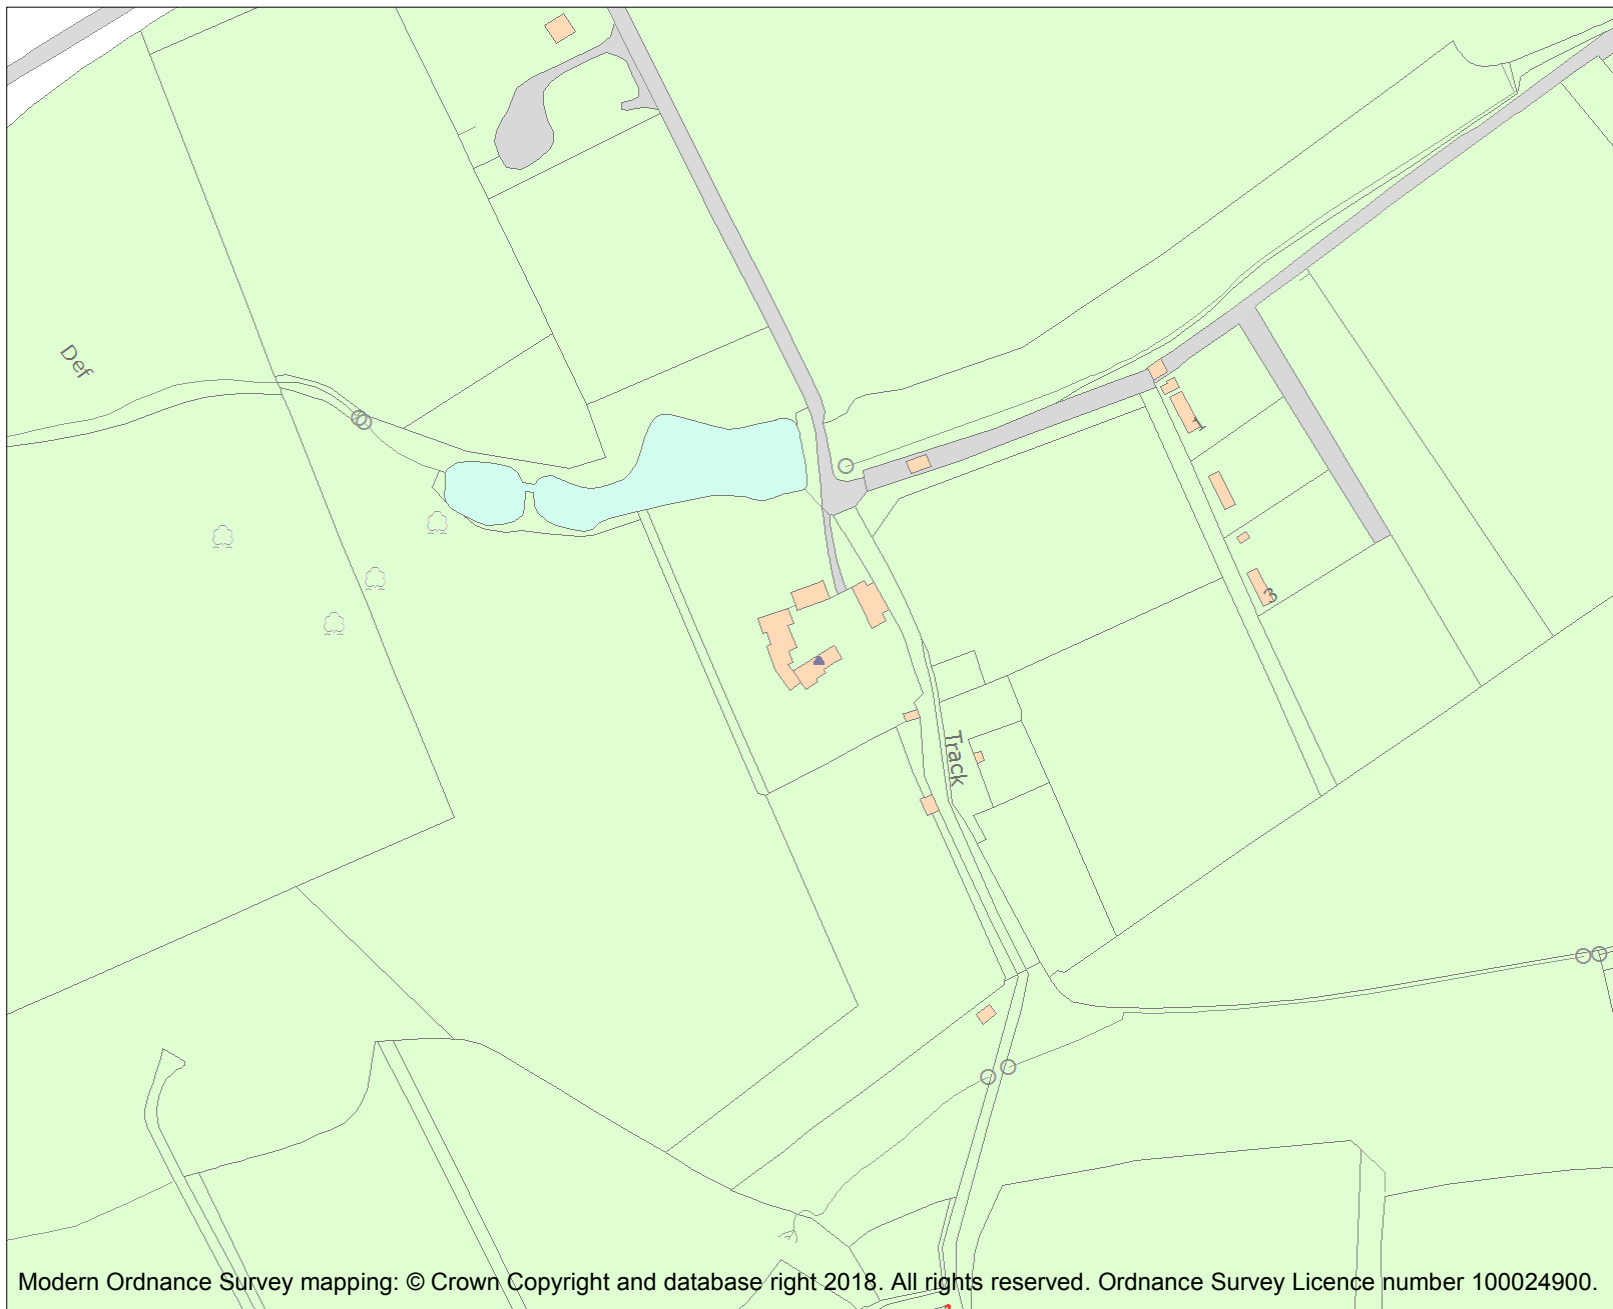 Def
1
3
Track
Modern Ordnance Survey mapping: © Crown Copyright and database right 2018. All rights reserved. Ordnance Survey Licence number 100024900.